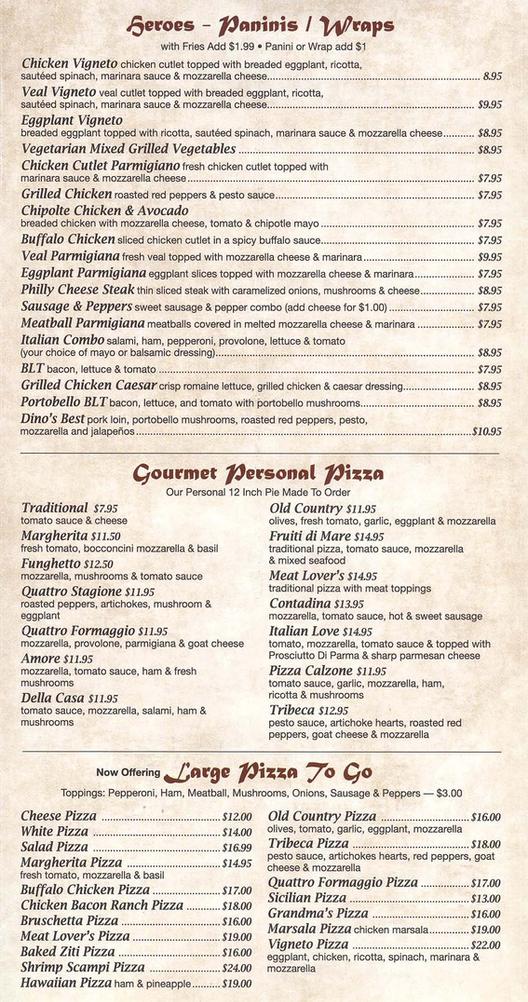 Heroes - Paninis / Wraps
with Fries Add $1.99 • Panini or Wrap add $1
Chicken Vigneto chicken cutlet topped with breaded eggplant, ricotta,
sautéed spinach, marinara sauce & mozzarella cheese.......... 8.95
Veal Vigneto veal cutlet topped with breaded eggplant, ricotta,
sautéed spinach, marinara sauce & mozzarella cheese.......... $9.95
Eggplant Vigneto
breaded eggplant topped with ricotta, sautéed spinach, marinara sauce & mozzarella cheese.......... $8.95
Vegetarian Mixed Grilled Vegetables .......... $8.95
Chicken Cutlet Parmigiano fresh chicken cutlet topped with
marinara sauce & mozzarella cheese .......... $7.95
Grilled Chicken roasted red peppers & pesto sauce.......... $7.95
Chipolte Chicken & Avocado
breaded chicken with mozzarella cheese, tomato & chipotle mayo .......... $7.95
Buffalo Chicken sliced chicken cutlet in a spicy buffalo sauce.......... $7.95
Veal Parmigiana fresh veal topped with mozzarella cheese & marinara.......... $9.95
Eggplant Parmigiana eggplant slices topped with mozzarella cheese & marinara.......... $7.95
Philly Cheese Steak thin sliced steak with caramelized onions, mushrooms & cheese.......... $8.95
Sausage & Peppers sweet sausage & pepper combo (add cheese for $1.00) .......... $7.95
Meatball Parmigiana meatballs covered in melted mozzarella cheese & marinara .......... $7.95
Italian Combo salami, ham, pepperoni, provolone, lettuce & tomato
(your choice of mayo or balsamic dressing).......... $8.95
BLT bacon, lettuce & tomato .......... $7.95
Grilled Chicken Caesar crisp romaine lettuce, grilled chicken & caesar dressing.......... $8.95
Portobello BLT bacon, lettuce, and tomato with portobello mushrooms.......... $8.95
Dino's Best pork loin, portobello mushrooms, roasted red peppers, pesto,
mozzarella and jalapeños.......... $10.95
Gourmet Personal Pizza
Our Personal 12 Inch Pie Made To Order
Traditional $7.95
tomato sauce & cheese
Margherita $11.50
fresh tomato, bocconcini mozzarella & basil
Funghetto $12.50
mozzarella, mushrooms & tomato sauce
Quattro Stagione $11.95
roasted peppers, artichokes, mushroom &
eggplant
Quattro Formaggio $11.95
mozzarella, provolone, parmigiana & goat cheese
Amore $11.95
mozzarella, tomato sauce, ham & fresh
mushrooms
Della Casa $11.95
tomato sauce, mozzarella, salami, ham &
mushrooms
Old Country $11.95
olives, fresh tomato, garlic, eggplant & mozzarella
Fruiti di Mare $14.95
traditional pizza, tomato sauce, mozzarella
& mixed seafood
Meat Lover's $14.95
traditional pizza with meat toppings
Contadina $13.95
mozzarella, tomato sauce, hot & sweet sausage
Italian Love $14.95
tomato, mozzarella, tomato sauce & topped with
Prosciutto Di Parma & sharp parmesan cheese
Pizza Calzone $11.95
tomato sauce, garlic, mozzarella, ham,
ricotta & mushrooms
Tribeca $12.95
pesto sauce, artichoke hearts, roasted red
peppers, goat cheese & mozzarella
Now Offering Large Pizza To Go
Toppings: Pepperoni, Ham, Meatball, Mushrooms, Onions, Sausage & Peppers — $3.00
Cheese Pizza .......... $12.00
White Pizza .......... $14.00
Salad Pizza .......... $16.99
Margherita Pizza .......... $14.95
fresh tomato, mozzarella & basil
Buffalo Chicken Pizza .......... $17.00
Chicken Bacon Ranch Pizza .......... $18.00
Bruschetta Pizza .......... $16.00
Meat Lover's Pizza .......... $19.00
Baked Ziti Pizza .......... $16.00
Shrimp Scampi Pizza .......... $24.00
Hawaiian Pizza ham & pineapple.......... $19.00
Old Country Pizza .......... $16.00
olives, tomato, garlic, eggplant, mozzarella
Tribeca Pizza .......... $18.00
pesto sauce, artichokes hearts, red peppers, goat
cheese & mozzarella
Quattro Formaggio Pizza .......... $17.00
Sicilian Pizza .......... $13.00
Grandma's Pizza .......... $16.00
Marsala Pizza chicken marsala.......... $19.00
Vigneto Pizza .......... $22.00
eggplant, chicken, ricotta, spinach, marinara &
mozzarella